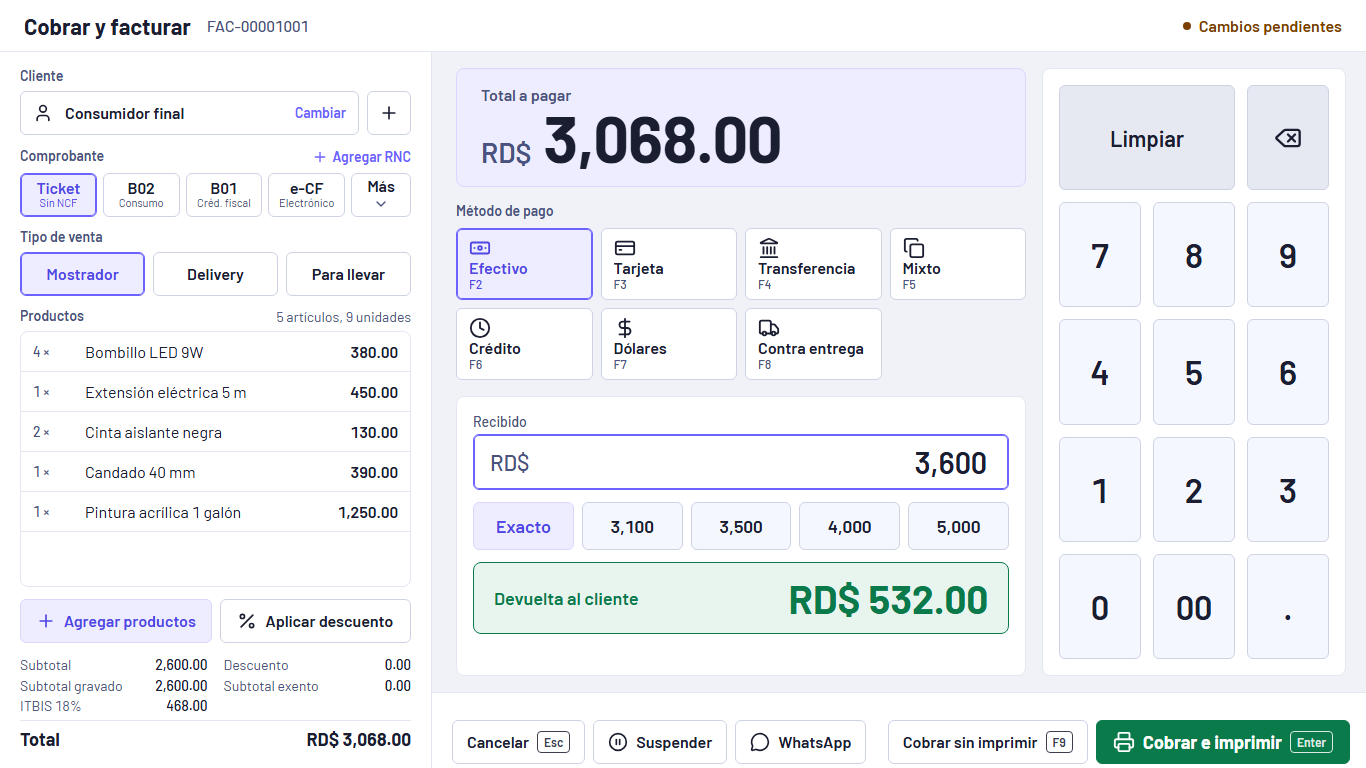 Cobrar y facturar FAC-00001001
Cambios pendientes
Cliente
Consumidor final Cambiar
Comprobante Agregar RNC
Ticket B02 B01 e-CF Más
Sin NCF Consumo Créd. fiscal Electrónico
Tipo de venta
Mostrador Delivery Para llevar
Productos 5 artículos, 9 unidades
4 × Bombillo LED 9W 380.00
1 × Extensión eléctrica 5 m 450.00
2 × Cinta aislante negra 130.00
1 × Candado 40 mm 390.00
1 × Pintura acrílica 1 galón 1,250.00
Agregar productos Aplicar descuento
Subtotal 2,600.00 Descuento 0.00
Subtotal gravado 2,600.00 Subtotal exento 0.00
ITBIS 18% 468.00
Total RD$ 3,068.00
Total a pagar
RD$ 3,068.00
Método de pago
Efectivo Tarjeta Transferencia Mixto
F2 F3 F4 F5
Crédito Dólares Contra entrega
F6 F7 F8
Recibido
RD$ 3,600
Exacto 3,100 3,500 4,000 5,000
Devuelta al cliente RD$ 532.00
Limpiar
7 8 9
4 5 6
1 2 3
0 00 .
Cancelar Esc Suspender WhatsApp Cobrar sin imprimir F9 Cobrar e imprimir Enter